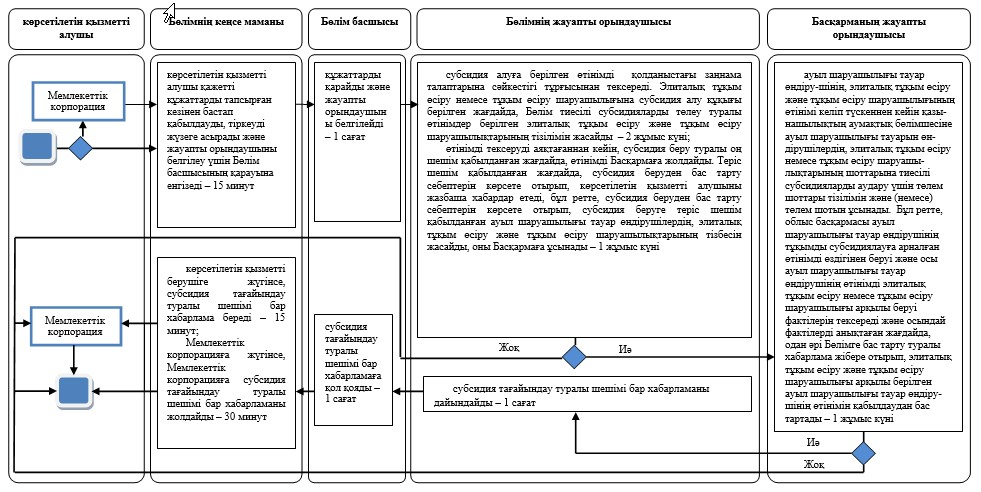 көрсетілетін қызметті
алушы
Бөлімнің кеңсе маманы
Бөлім басшысы
Бөлімнің жауапты орындаушысы
Басқарманың жауапты
орындаушысы
Мемлекеттік
корпорация
көрсетілетін қызметті
алушы қажетті
құжаттарды тапсырған
кезінен бастап
қабылдауды, тіркеуді
жүзеге асырады және
жауапты орындаушыны
белгілеу үшін Бөлім
басшысының қарауына
енгізеді – 15 минут
құжаттарды
қарайды және
жауапты
орындаушын
ы белгілейді
– 1 сағат
субсидия алуға берілген өтінімді қолданыстағы заңнама
талаптарына сәйкестігі тұрғысынан тексереді. Элиталық тұқым
өсіру немесе тұқым өсіру шаруашылығына субсидия алу құқығы
берілген жағдайда, Бөлім тиесілі субсидияларды төлеу туралы
өтінімдер берілген элиталық тұқым өсіру және тұқым өсіру
шаруашылықтарының тізілімін жасайды – 2 жұмыс күні;
өтінімді тексеруді аяқтағаннан кейін, субсидия беру туралы оң
шешім қабылданған жағдайда, өтінімді Басқармаға жолдайды. Теріс
шешім қабылданған жағдайда, субсидия беруден бас тарту
себептерін көрсете отырып, көрсетілетін қызметті алушыны
жазбаша хабардар етеді, бұл ретте, субсидия беруден бас тарту
себептерін көрсете отырып, субсидия беруге теріс шешім
қабылданған ауыл шаруашылығы тауар өндірушілердің, элиталық
тұқым өсіру және тұқым өсіру шаруашылықтарының тізбесін
жасайды, оны Басқармаға ұсынады – 1 жұмыс күні
ауыл шаруашылығы тауар
өндіру-шінің, элиталық тұқым өсіру
және тұқым өсіру шаруашылығының
өтінімі келіп түскеннен кейін қазы-
нашылықтың аумақтық бөлімшесіне
ауыл шаруашылығы тауарын өн-
дірушілердің, элиталық тұқым өсіру
немесе тұқым өсіру шаруашы-
лықтарының шоттарына тиесілі
субсидияларды аудару үшін төлем
шоттары тізілімін және (немесе)
төлем шотын ұсынады. Бұл ретте,
облыс басқармасы ауыл
шаруашылығы тауар өндірушінің
тұқымды субсидиялауға арналған
өтінімді өздігінен беруі және осы
ауыл шаруашылығы тауар
өндірушінің өтінімді элиталық
тұқым өсіру немесе тұқым өсіру
шаруашылығы арқылы беруі
фактілерін тексереді және осындай
фактілерді анықтаған жағдайда,
одан әрі Бөлімге бас тарту туралы
хабарлама жібере отырып, элиталық
тұқым өсіру және тұқым өсіру
шаруашылығы арқылы берілген
ауыл шаруашылығы тауар өндіру-
шінің өтінімін қабылдаудан бас
тартады – 1 жұмыс күні
Мемлекеттік
корпорация
көрсетілетін қызметті
берушіге жүгінсе,
субсидия тағайындау
туралы шешімі бар
хабарлама береді – 15
минут;
Мемлекеттік
корпорацияға жүгінсе,
Мемлекеттік
корпорацияға субсидия
тағайындау туралы
шешімі бар хабарламаны
жолдайды – 30 минут
субсидия
тағайындау
туралы
шешімі бар
хабарламаға
қол қояды –
1 сағат
Жоқ
Иә
субсидия тағайындау туралы шешімі бар хабарламаны
дайындайды – 1 сағат
Иә
Жоқ